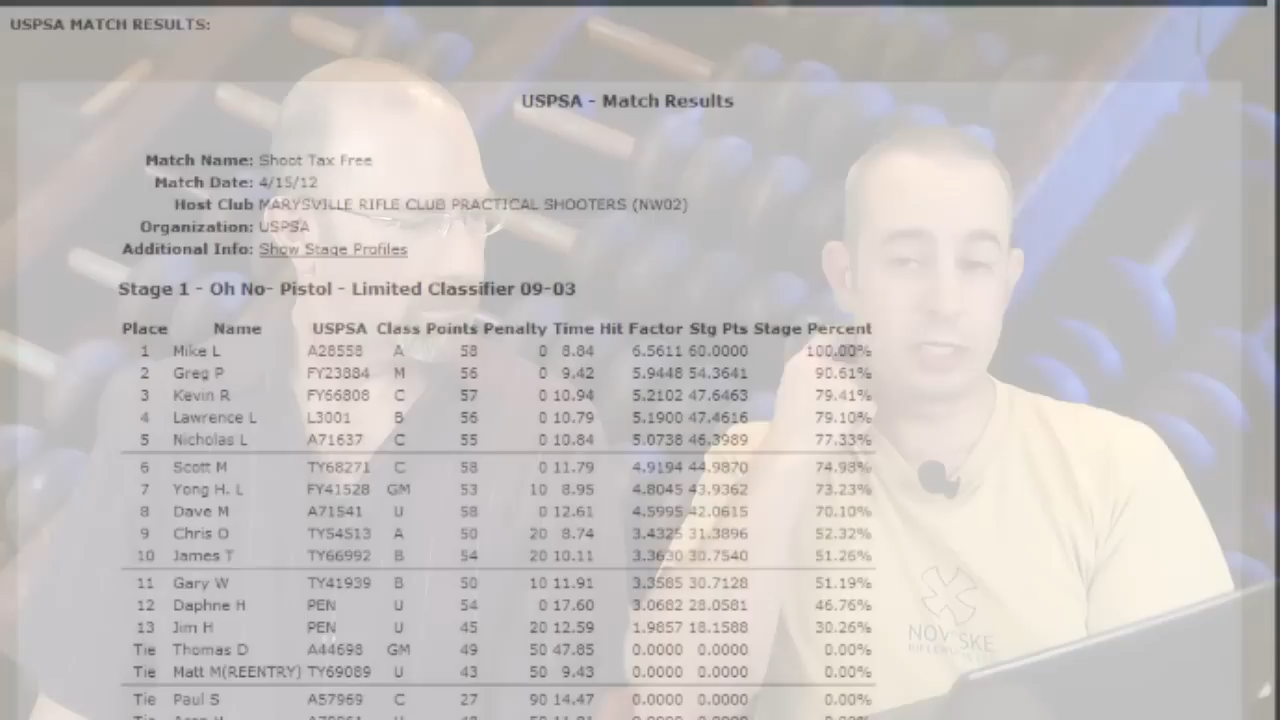 USPSA MATCH RESULTS:
USPSA - Match Results
Match Name: Shoot Tax Free
Match Date: 4/15/12
Host Club MARYSVILLE RIFLE CLUB PRACTICAL SHOOTERS (NW02)
Organization: USPSA
Additional Info: Show Stage Profiles
Stage 1 - Oh No- Pistol - Limited Classifier 09-03
Place Name USPSA Class Points Penalty Time Hit Factor Stg Pts Stage Percent
1 Mike L A28558 A 58 0 8.84 6.5611 60.0000 100.00%
2 Greg P FY23884 M 56 0 9.42 5.9448 54.3641 90.61%
3 Kevin R FY66808 C 57 0 10.94 5.2102 47.6463 79.41%
4 Lawrence L L3001 B 56 0 10.79 5.1900 47.4616 79.10%
5 Nicholas L A71637 C 55 0 10.84 5.0738 46.3989 77.33%
6 Scott M TY68271 C 58 0 11.79 4.9194 44.9870 74.98%
7 Yong H. L FY41528 GM 53 10 8.95 4.8045 43.9362 73.23%
8 Dave M A71541 U 58 0 12.61 4.5995 42.0615 70.10%
9 Chris O TY54513 A 50 20 8.74 3.4325 31.3896 52.32%
10 James T TY66992 B 54 20 10.11 3.3630 30.7540 51.26%
11 Gary W TY41939 B 50 10 11.91 3.3585 30.7128 51.19%
12 Daphne H PEN U 54 0 17.60 3.0682 28.0581 46.76%
13 Jim H PEN U 45 20 12.59 1.9857 18.1588 30.26%
Tie Thomas D A44698 GM 49 50 47.85 0.0000 0.0000 0.00%
Tie Matt M(REENTRY) TY69089 U 43 50 9.43 0.0000 0.0000 0.00%
Tie Paul S A57969 C 27 90 14.47 0.0000 0.0000 0.00%